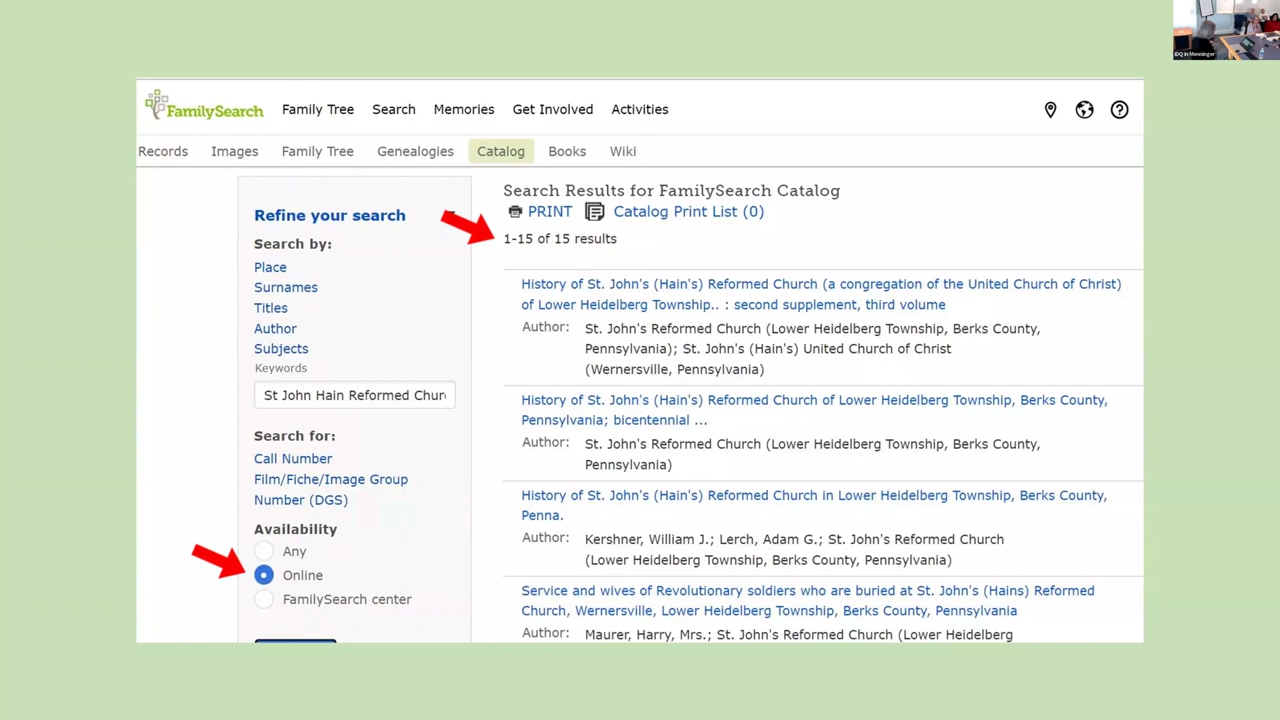 IDQ in Menninger
FamilySearch
Family Tree Search Memories Get Involved Activities
Records Images Family Tree Genealogies Catalog Books Wiki
Refine your search
Search by:
Place
Surnames
Titles
Author
Subjects
Keywords
St John Hain Reformed Chur
Search for:
Call Number
Film/Fiche/Image Group
Number (DGS)
Availability
Any
Online
FamilySearch center
Search Results for FamilySearch Catalog
PRINT Catalog Print List (0)
1-15 of 15 results
History of St. John's (Hain's) Reformed Church (a congregation of the United Church of Christ)
of Lower Heidelberg Township.. : second supplement, third volume
Author: St. John's Reformed Church (Lower Heidelberg Township, Berks County,
Pennsylvania); St. John's (Hain's) United Church of Christ
(Wernersville, Pennsylvania)
History of St. John's (Hain's) Reformed Church of Lower Heidelberg Township, Berks County,
Pennsylvania; bicentennial ...
Author: St. John's Reformed Church (Lower Heidelberg Township, Berks County,
Pennsylvania)
History of St. John's (Hain's) Reformed Church in Lower Heidelberg Township, Berks County,
Penna.
Author: Kershner, William J.; Lerch, Adam G.; St. John's Reformed Church
(Lower Heidelberg Township, Berks County, Pennsylvania)
Service and wives of Revolutionary soldiers who are buried at St. John's (Hains) Reformed
Church, Wernersville, Lower Heidelberg Township, Berks County, Pennsylvania
Author: Maurer, Harry, Mrs.; St. John's Reformed Church (Lower Heidelberg